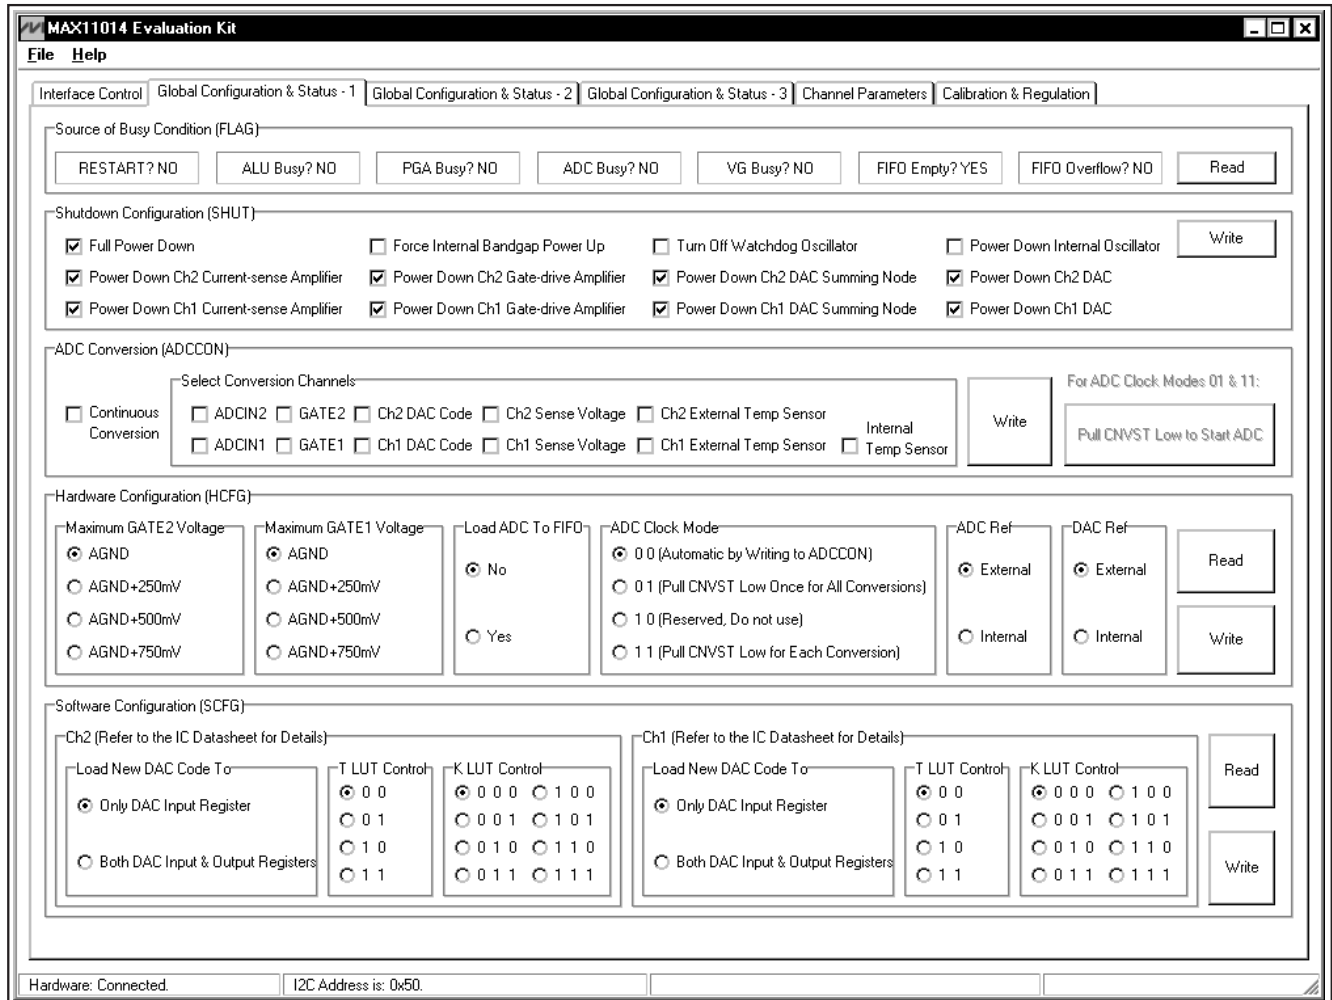 MAX11014 Evaluation Kit
File Help
Interface Control Global Configuration & Status - 1 Global Configuration & Status - 2 Global Configuration & Status - 3 Channel Parameters Calibration & Regulation
Source of Busy Condition (FLAG)
RESTART? NO ALU Busy? NO PGA Busy? NO ADC Busy? NO VG Busy? NO FIFO Empty? YES FIFO Overflow? NO Read
Shutdown Configuration (SHUT)
Full Power Down Force Internal Bandgap Power Up Turn Off Watchdog Oscillator Power Down Internal Oscillator Write
Power Down Ch2 Current-sense Amplifier Power Down Ch2 Gate-drive Amplifier Power Down Ch2 DAC Summing Node Power Down Ch2 DAC
Power Down Ch1 Current-sense Amplifier Power Down Ch1 Gate-drive Amplifier Power Down Ch1 DAC Summing Node Power Down Ch1 DAC
ADC Conversion (ADCCON)
Select Conversion Channels
Continuous
Conversion
ADCIN2 GATE2 Ch2 DAC Code Ch2 Sense Voltage Ch2 External Temp Sensor
ADCIN1 GATE1 Ch1 DAC Code Ch1 Sense Voltage Ch1 External Temp Sensor
Internal
Temp Sensor
Write
For ADC Clock Modes 01 & 11:
Pull CNVST Low to Start ADC
Hardware Configuration (HCFG)
Maximum GATE2 Voltage
AGND
AGND+250mV
AGND+500mV
AGND+750mV
Maximum GATE1 Voltage
AGND
AGND+250mV
AGND+500mV
AGND+750mV
Load ADC To FIFO
No
Yes
ADC Clock Mode
0 0 (Automatic by Writing to ADCCON)
0 1 (Pull CNVST Low Once for All Conversions)
1 0 (Reserved, Do not use)
1 1 (Pull CNVST Low for Each Conversion)
ADC Ref
External
Internal
DAC Ref
External
Internal
Read
Write
Software Configuration (SCFG)
Ch2 (Refer to the IC Datasheet for Details)
Load New DAC Code To
Only DAC Input Register
Both DAC Input & Output Registers
T LUT Control
0 0
0 1
1 0
1 1
K LUT Control
0 0 0 1 0 0
0 0 1 1 0 1
0 1 0 1 1 0
0 1 1 1 1 1
Ch1 (Refer to the IC Datasheet for Details)
Load New DAC Code To
Only DAC Input Register
Both DAC Input & Output Registers
T LUT Control
0 0
0 1
1 0
1 1
K LUT Control
0 0 0 1 0 0
0 0 1 1 0 1
0 1 0 1 1 0
0 1 1 1 1 1
Read
Write
Hardware: Connected. I2C Address is: 0x50.